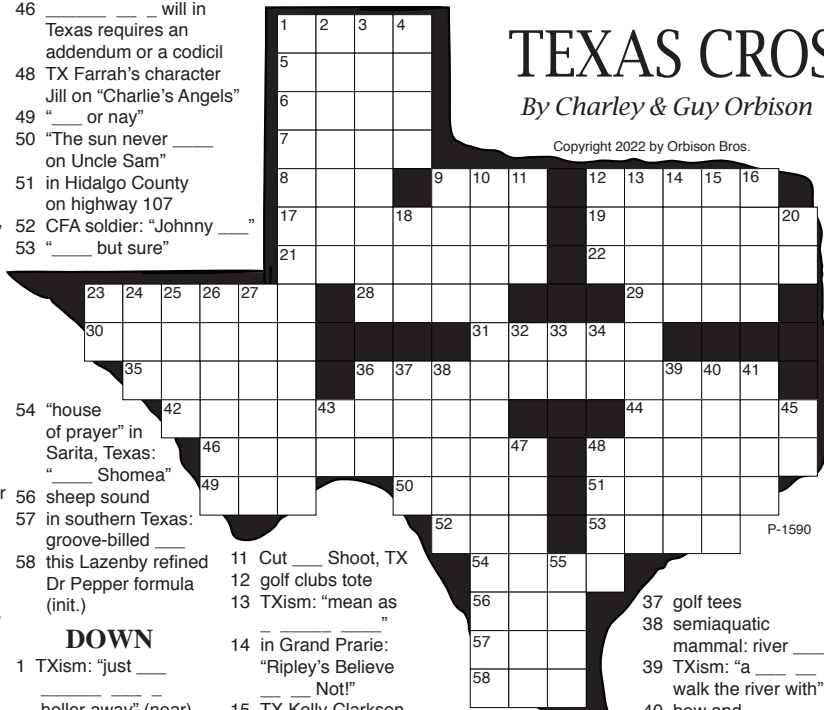 46 ______ __ _ will in
Texas requires an
addendum or a codicil
48 TX Farrah's character
Jill on "Charlie's Angels"
49 "___ or nay"
50 "The sun never ____
on Uncle Sam"
51 in Hidalgo County
on highway 107
52 CFA soldier: "Johnny ___"
53 "____ but sure"
54 "house
of prayer" in
Sarita, Texas:
"____ Shomea"
56 sheep sound
57 in southern Texas:
groove-billed ___
58 this Lazenby refined
Dr Pepper formula
(init.)
DOWN
1 TXism: "just ___
______ ___ _
holler away" (near)
11 Cut ___ Shoot, TX
12 golf clubs tote
13 TXism: "mean as
_ _____ ____"
14 in Grand Prarie:
"Ripley's Believe
__ __ Not!"
15 TX Kelly Clarkson
TEXAS CROS
By Charley & Guy Orbison
Copyright 2022 by Orbison Bros.
1 2 3 4
5
6
7
8 9 10 11 12 13 14 15 16
17 18 19 20
21 22
23 24 25 26 27 28 29
30 31 32 33 34
35 36 37 38 39 40 41
42 43 44 45
46 47 48
49 50 51
52 53
P-1590
54 55
56
57
58
37 golf tees
38 semiaquatic
mammal: river ____
39 TXism: "a ___ __
walk the river with"
40 bow and